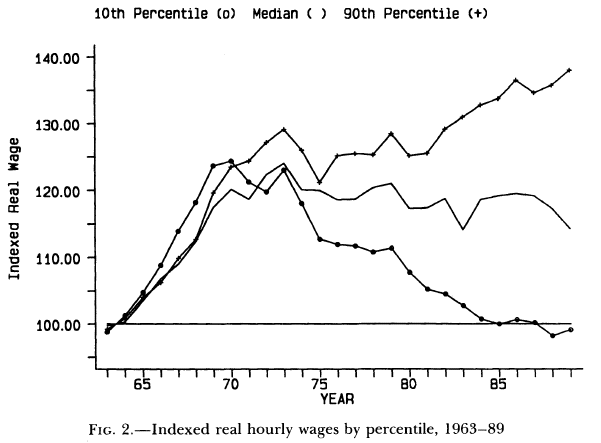 10th Percentile (o) Median ( ) 90th Percentile (+)
140.00
130.00
120.00
110.00
100.00
Indexed Real Wage
65 70 75 80 85
YEAR
FIG. 2.—Indexed real hourly wages by percentile, 1963–89